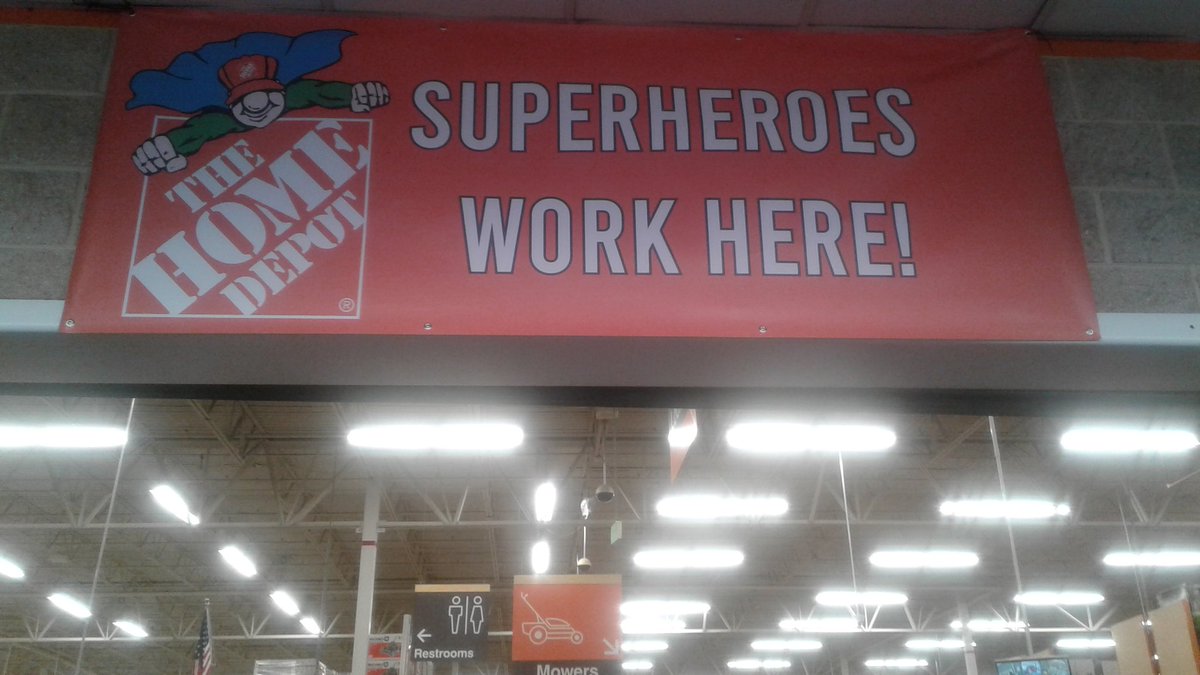 THE
HOME
DEPOT
®
SUPERHEROES
WORK HERE!
Restrooms
Mowers